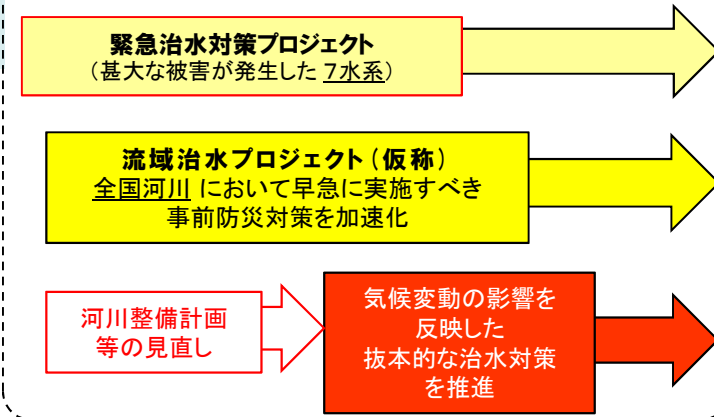 緊急治水対策プロジェクト
（甚大な被害が発生した 7水系）
流域治水プロジェクト（仮称）
全国河川 において早急に実施すべき
事前防災対策を加速化
河川整備計画
等の見直し
気候変動の影響を
反映した
抜本的な治水対策
を推進